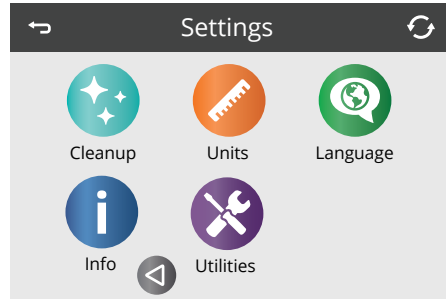 Settings
Cleanup
Units
Language
Info
Utilities